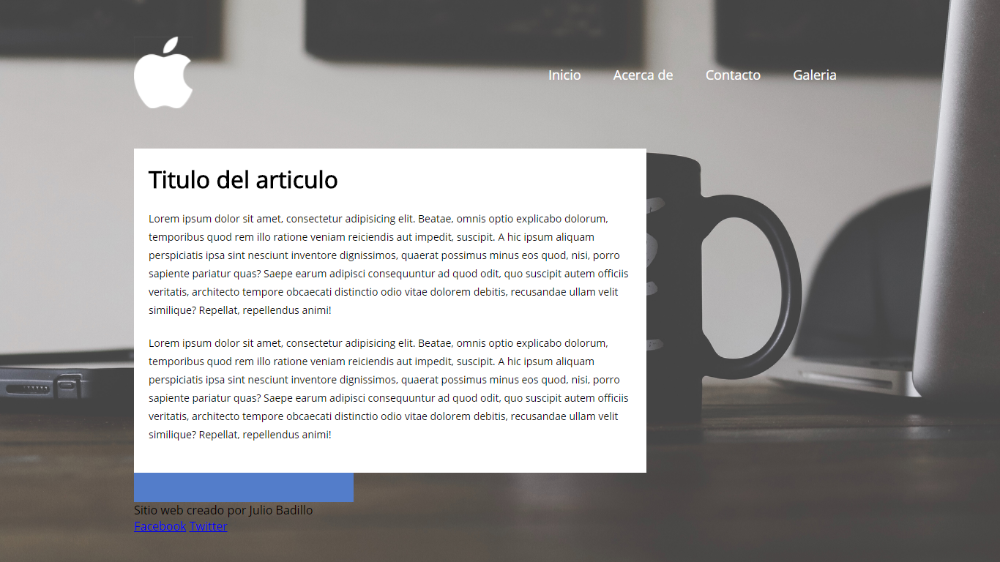 Inicio Acerca de Contacto Galeria
Titulo del articulo
Lorem ipsum dolor sit amet, consectetur adipisicing elit. Beatae, omnis optio explicabo dolorum,
temporibus quod rem illo ratione veniam reiciendis aut impedit, suscipit. A hic ipsum aliquam
perspiciatis ipsa sint nesciunt inventore dignissimos, quaerat possimus minus eos quod, nisi, porro
sapiente pariatur quas? Saepe earum adipisci consequuntur ad quod odit, quo suscipit autem officiis
veritatis, architecto tempore obcaecati distinctio odio vitae dolorem debitis, recusandae ullam velit
similique? Repellat, repellendus animi!
Lorem ipsum dolor sit amet, consectetur adipisicing elit. Beatae, omnis optio explicabo dolorum,
temporibus quod rem illo ratione veniam reiciendis aut impedit, suscipit. A hic ipsum aliquam
perspiciatis ipsa sint nesciunt inventore dignissimos, quaerat possimus minus eos quod, nisi, porro
sapiente pariatur quas? Saepe earum adipisci consequuntur ad quod odit, quo suscipit autem officiis
veritatis, architecto tempore obcaecati distinctio odio vitae dolorem debitis, recusandae ullam velit
similique? Repellat, repellendus animi!
Sitio web creado por Julio Badillo
Facebook Twitter